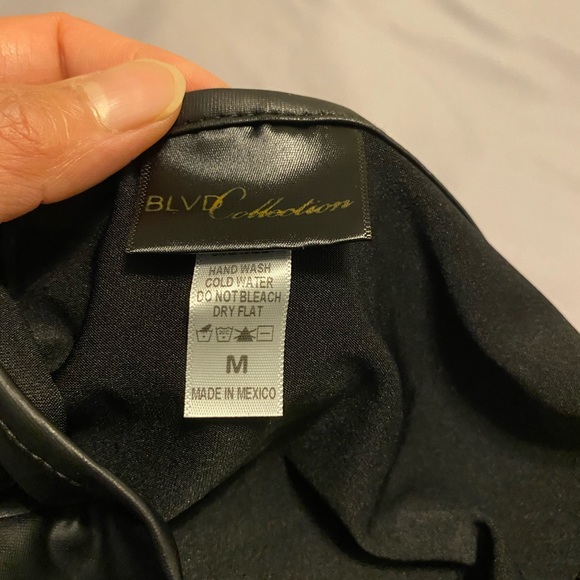 BLVD Collection
HAND WASH
COLD WATER
DO NOT BLEACH
DRY FLAT
M
MADE IN MEXICO